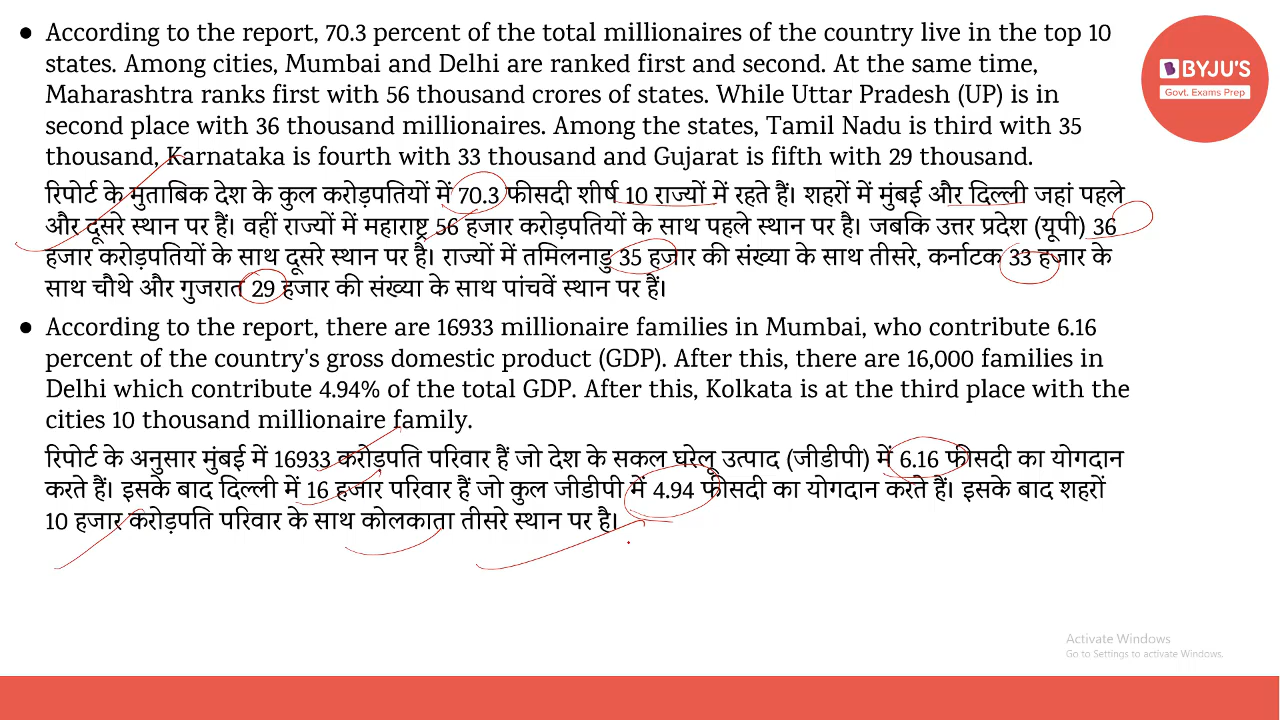 ● According to the report, 70.3 percent of the total millionaires of the country live in the top 10
states. Among cities, Mumbai and Delhi are ranked first and second. At the same time,
Maharashtra ranks first with 56 thousand crores of states. While Uttar Pradesh (UP) is in
second place with 36 thousand millionaires. Among the states, Tamil Nadu is third with 35
thousand, Karnataka is fourth with 33 thousand and Gujarat is fifth with 29 thousand.
रिपोर्ट के मुताबिक देश के कुल करोड़पतियों में 70.3 फीसदी शीर्ष 10 राज्यों में रहते हैं। शहरों में मुंबई और दिल्ली जहां पहले
और दूसरे स्थान पर हैं। वहीं राज्यों में महाराष्ट्र 56 हजार करोड़पतियों के साथ पहले स्थान पर है। जबकि उत्तर प्रदेश (यूपी) 36
हजार करोड़पतियों के साथ दूसरे स्थान पर है। राज्यों में तमिलनाडु 35 हजार की संख्या के साथ तीसरे, कर्नाटक 33 हजार के
साथ चौथे और गुजरात 29 हजार की संख्या के साथ पांचवें स्थान पर हैं।
● According to the report, there are 16933 millionaire families in Mumbai, who contribute 6.16
percent of the country's gross domestic product (GDP). After this, there are 16,000 families in
Delhi which contribute 4.94% of the total GDP. After this, Kolkata is at the third place with the
cities 10 thousand millionaire family.
रिपोर्ट के अनुसार मुंबई में 16933 करोड़पति परिवार हैं जो देश के सकल घरेलू उत्पाद (जीडीपी) में 6.16 फीसदी का योगदान
करते हैं। इसके बाद दिल्ली में 16 हजार परिवार हैं जो कुल जीडीपी में 4.94 फीसदी का योगदान करते हैं। इसके बाद शहरों
10 हजार करोड़पति परिवार के साथ कोलकाता तीसरे स्थान पर है।
BYJU'S
Govt. Exams Prep
Activate Windows
Go to Settings to activate Windows.